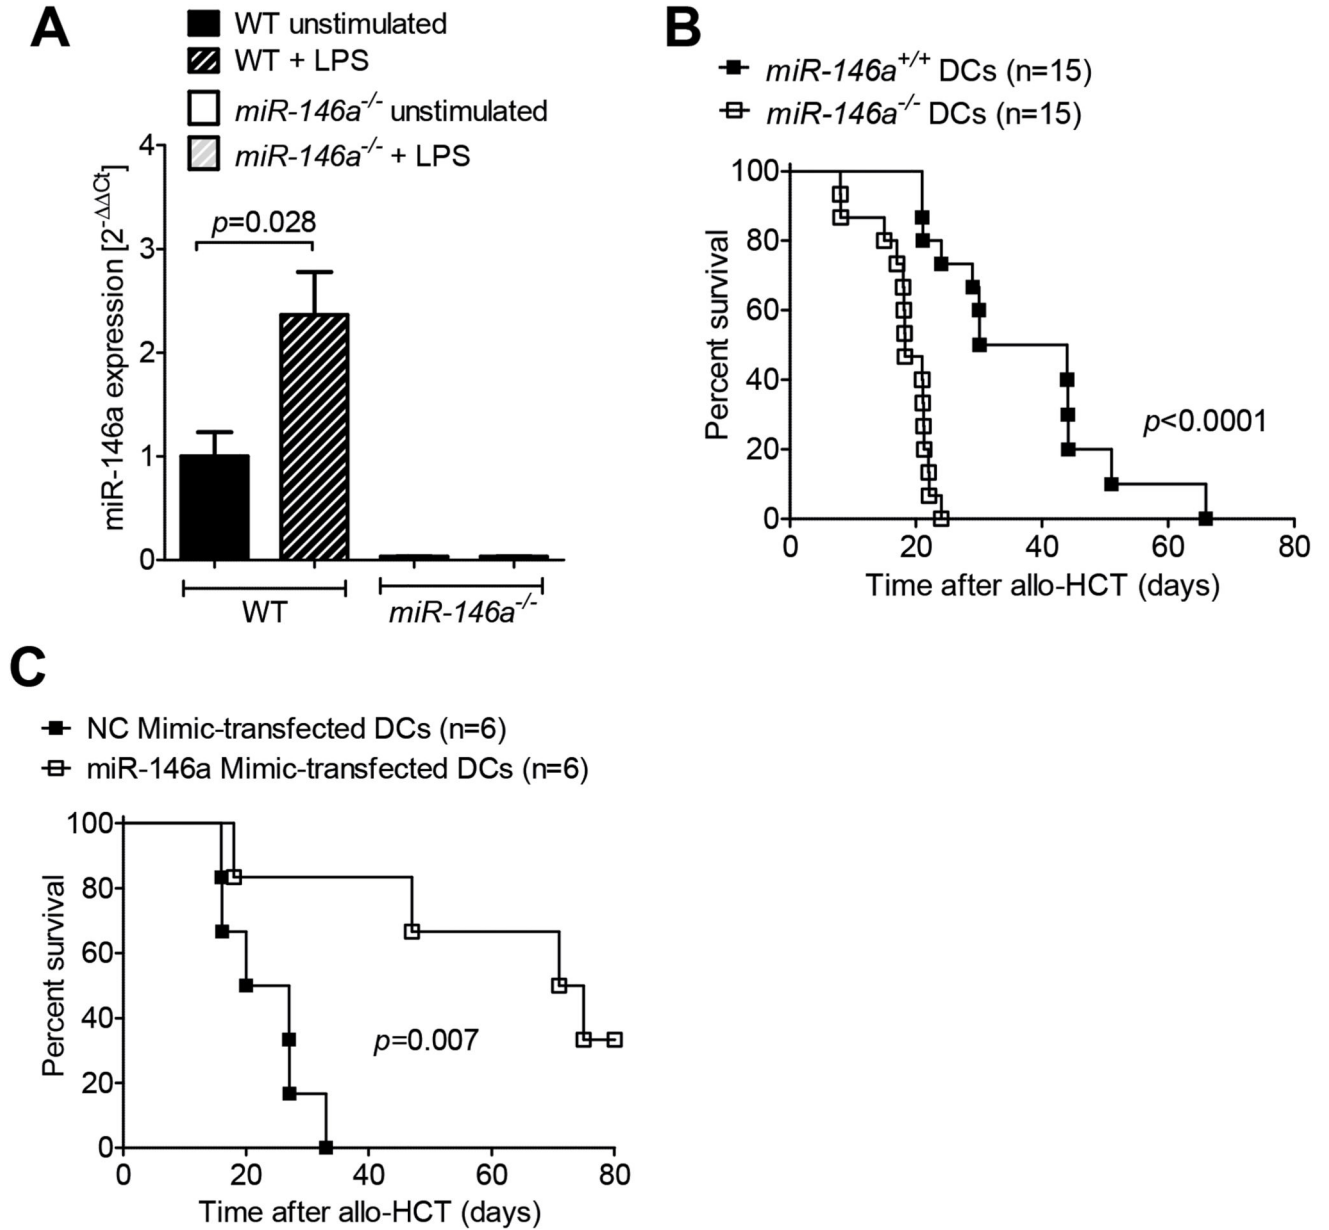 A
WT unstimulated
WT + LPS
miR-146a-/- unstimulated
miR-146a-/- + LPS
miR-146a expression [2-ΔΔCt]
4
3
2
1
0
p=0.028
WT
miR-146a-/-
B
miR-146a+/+ DCs (n=15)
miR-146a-/- DCs (n=15)
Percent survival
100
80
60
40
20
0
p<0.0001
0 20 40 60 80
Time after allo-HCT (days)
C
NC Mimic-transfected DCs (n=6)
miR-146a Mimic-transfected DCs (n=6)
Percent survival
100
80
60
40
20
0
p=0.007
0 20 40 60 80
Time after allo-HCT (days)